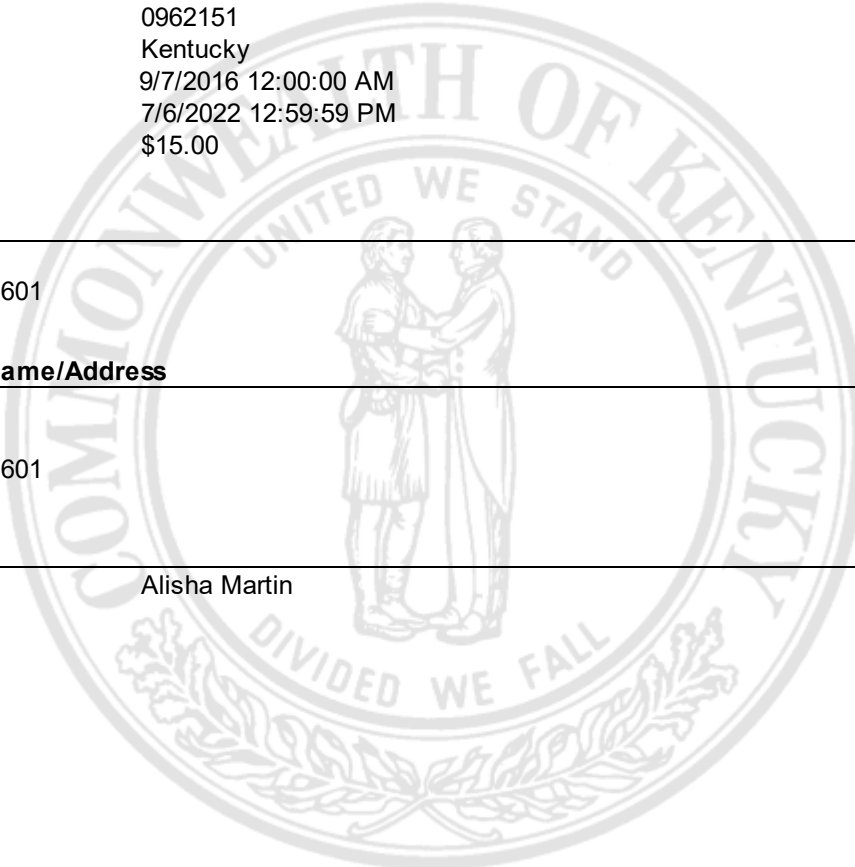 0962151
Kentucky
9/7/2016 12:00:00 AM
7/6/2022 12:59:59 PM
$15.00
COMMONWEALTH OF KENTUCKY
UNITED WE STAND
601
ame/Address
601
Alisha Martin
DIVIDED WE FALL